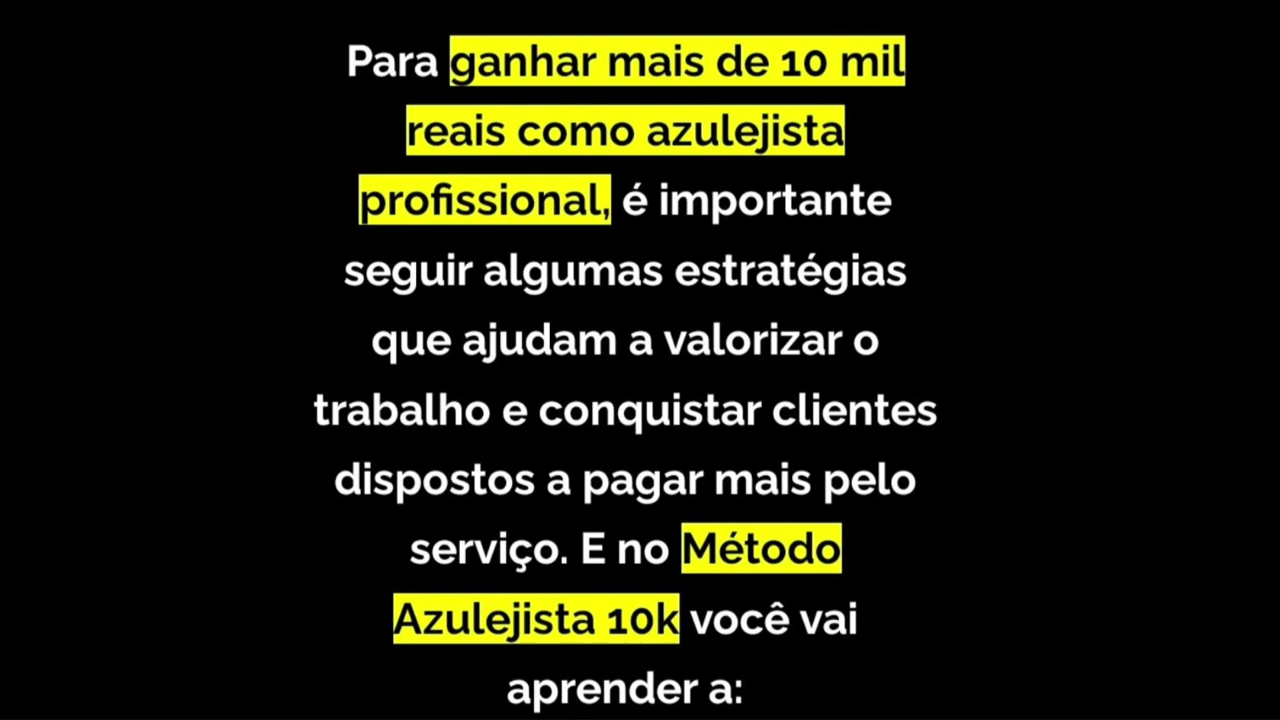 Para ganhar mais de 10 mil
reais como azulejista
profissional, é importante
seguir algumas estratégias
que ajudam a valorizar o
trabalho e conquistar clientes
dispostos a pagar mais pelo
serviço. E no Método
Azulejista 10k você vai
aprender a: